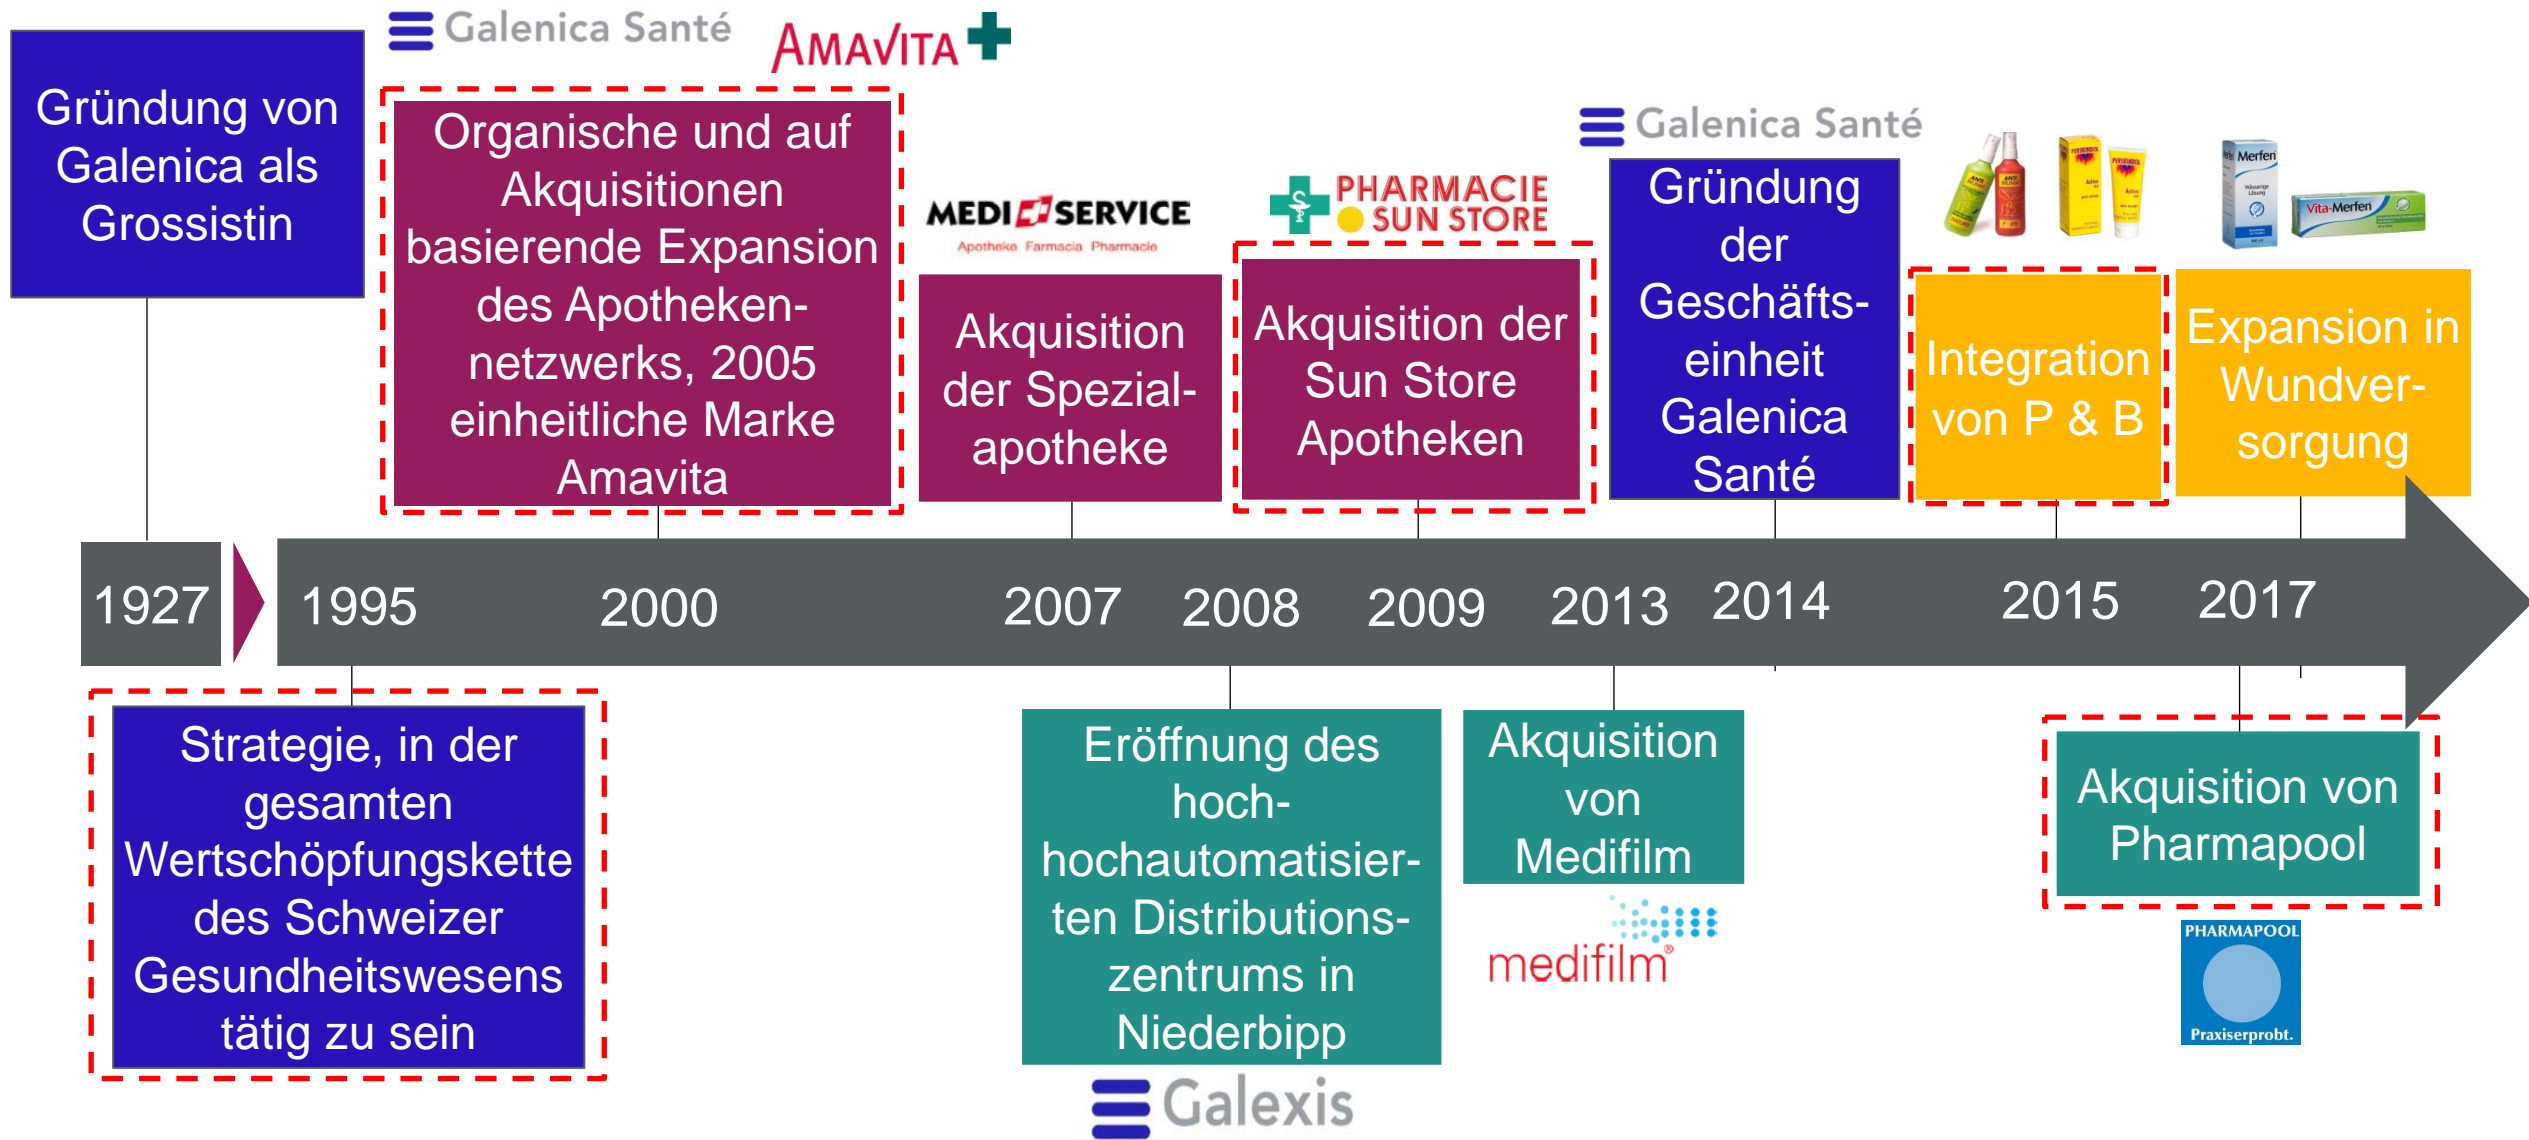 Galenica Santé
AMAVITA
Gründung von
Galenica als
Grossistin
Organische und auf
Akquisitionen
basierende Expansion
des Apotheken-
netzwerks, 2005
einheitliche Marke
Amavita
MEDI SERVICE
Apotheke Farmacia Pharmacie
Akquisition
der Spezial-
apotheke
PHARMACIE
SUN STORE
Akquisition der
Sun Store
Apotheken
Galenica Santé
Gründung
der
Geschäfts-
einheit
Galenica
Santé
Integration
von P & B
Merfen
Wässerige
Lösung
Vita-Merfen
Expansion in
Wundver-
sorgung
1927
1995
2000
2007
2008
2009
2013
2014
2015
2017
Strategie, in der
gesamten
Wertschöpfungskette
des Schweizer
Gesundheitswesens
tätig zu sein
Eröffnung des
hoch-
hochautomatisier-
ten Distributions-
zentrums in
Niederbipp
Galexis
Akquisition
von
Medifilm
medifilm®
Akquisition von
Pharmapool
PHARMAPOOL
Praxiserprobt.